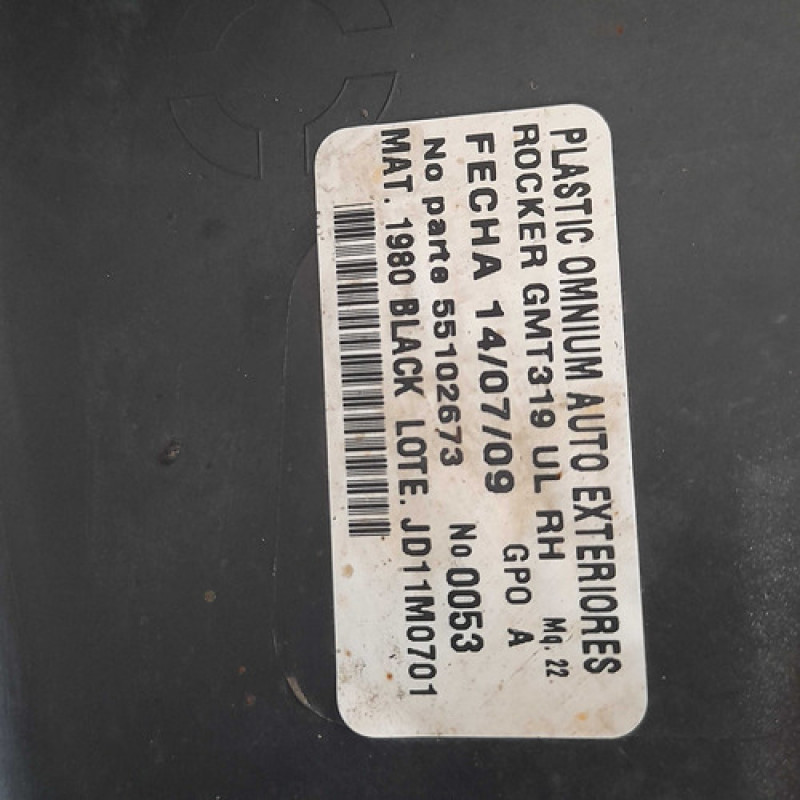 PLASTIC OMNIUM AUTO EXTERIORES
ROCKER GMT319 UL RH Mq. 22
FECHA 14/07/09 GPO A
No parte 55102673 No 0053
MAT. 1980 BLACK LOTE. JD11M0701